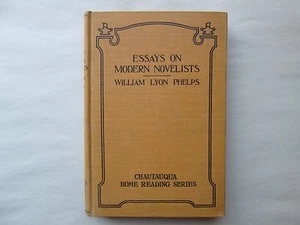 ESSAYS ON
MODERN NOVELISTS
WILLIAM LYON PHELPS
CHAUTAUQUA
HOME READING SERIES